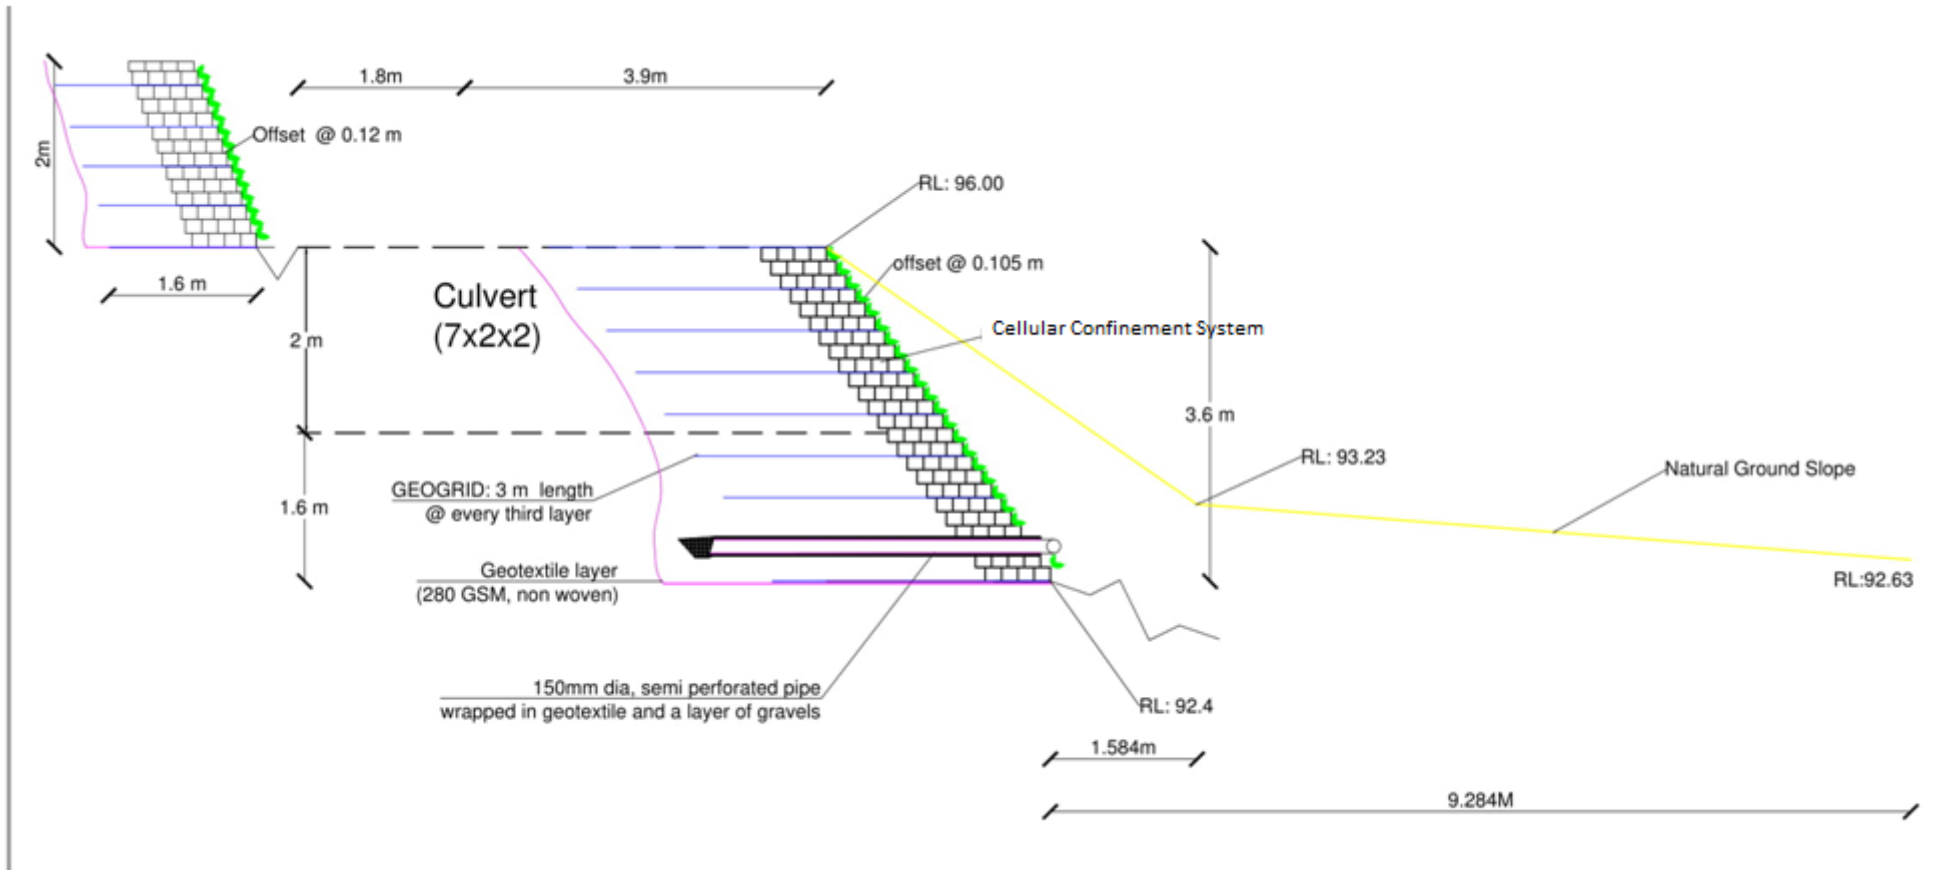 1.8m
3.9m
2m
Offset @ 0.12 m
RL: 96.00
1.6 m
Culvert
(7x2x2)
offset @ 0.105 m
Cellular Confinement System
2 m
3.6 m
RL: 93.23
Natural Ground Slope
GEOGRID: 3 m length
@ every third layer
1.6 m
Geotextile layer
(280 GSM, non woven)
RL:92.63
150mm dia, semi perforated pipe
wrapped in geotextile and a layer of gravels
RL: 92.4
1.584m
9.284M